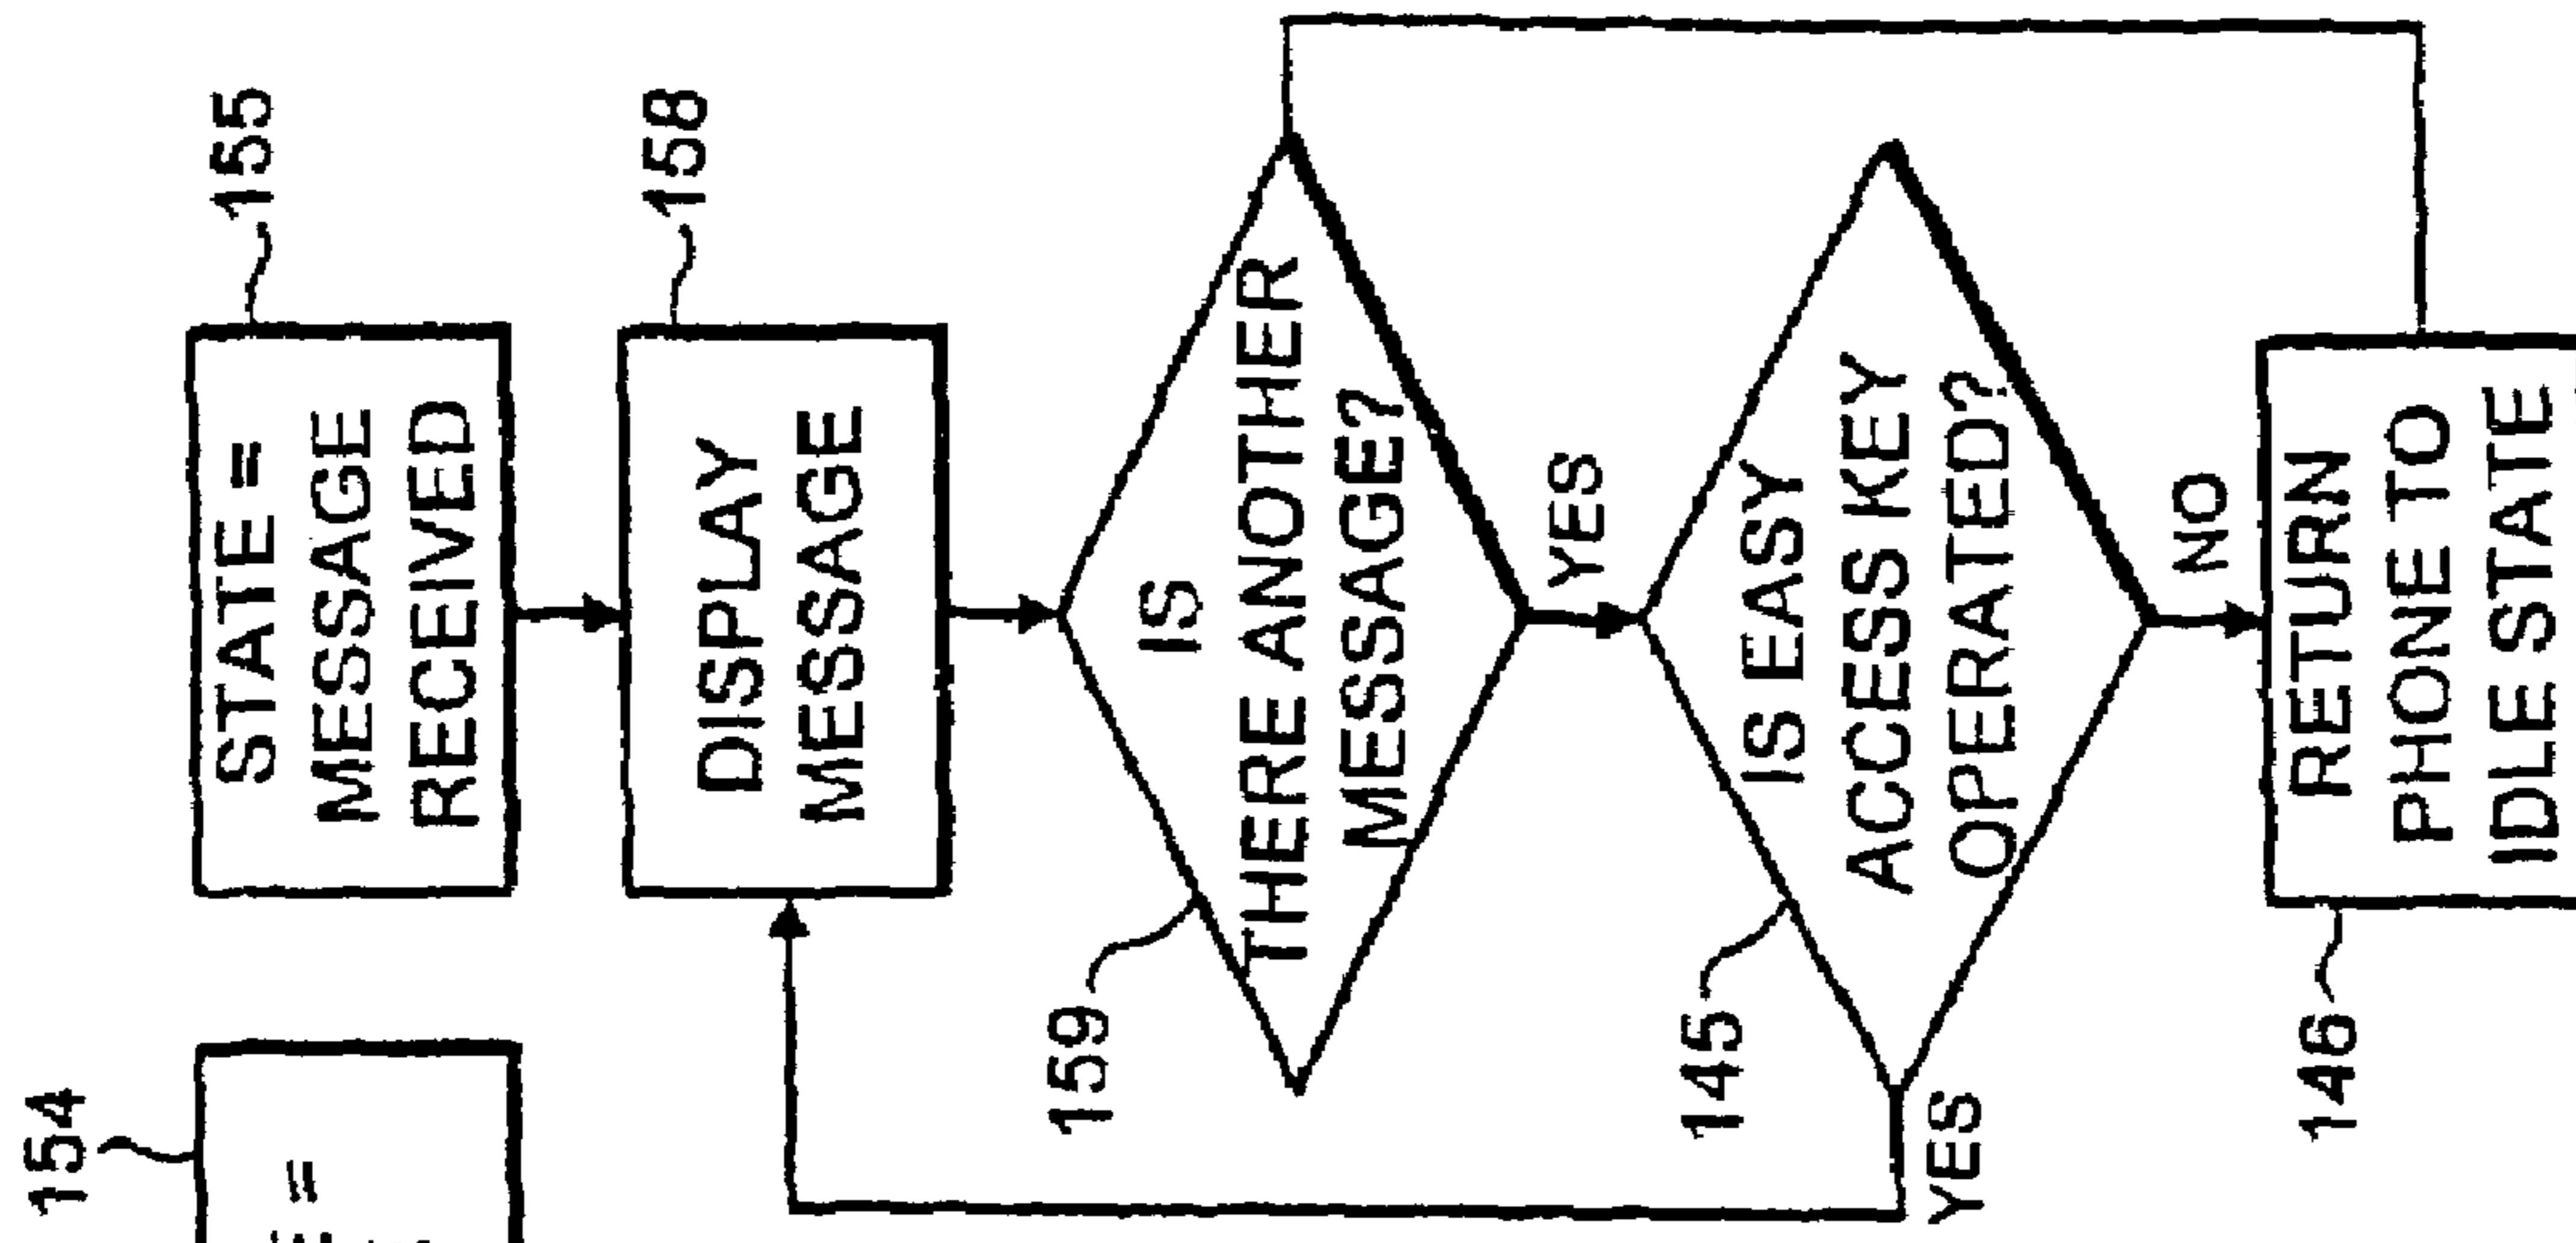 155
STATE =
MESSAGE
RECEIVED
158
DISPLAY
MESSAGE
IS
THERE ANOTHER
MESSAGE?
159
YES
IS EASY
ACCESS KEY
OPERATED?
145
YES
NO
RETURN
PHONE TO
IDLE STATE
146
154
=